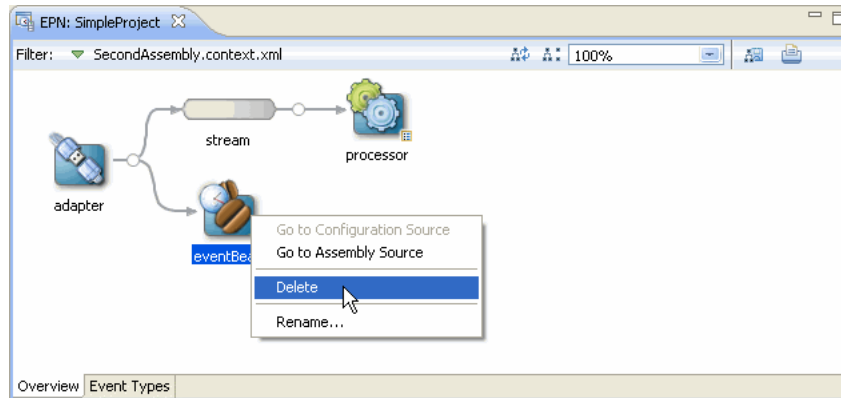 EPN: SimpleProject
Filter: SecondAssembly.context.xml 100%
stream
processor
adapter
eventBea
Go to Configuration Source
Go to Assembly Source
Delete
Rename...
Overview Event Types